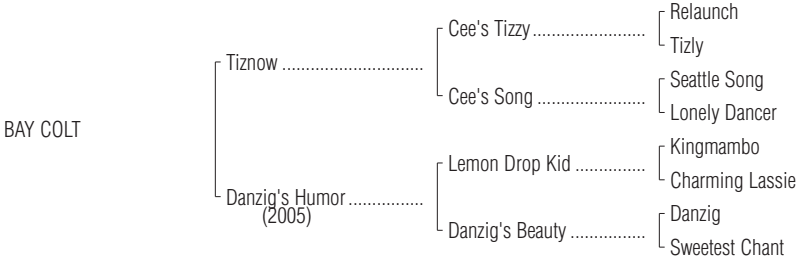 Relaunch
Cee's Tizzy........................
Tizly
Tiznow ..............................
Seattle Song
Cee's Song .......................
Lonely Dancer
BAY COLT
Kingmambo
Lemon Drop Kid ...............
Charming Lassie
Danzig's Humor................
(2005)
Danzig
Danzig's Beauty ................
Sweetest Chant